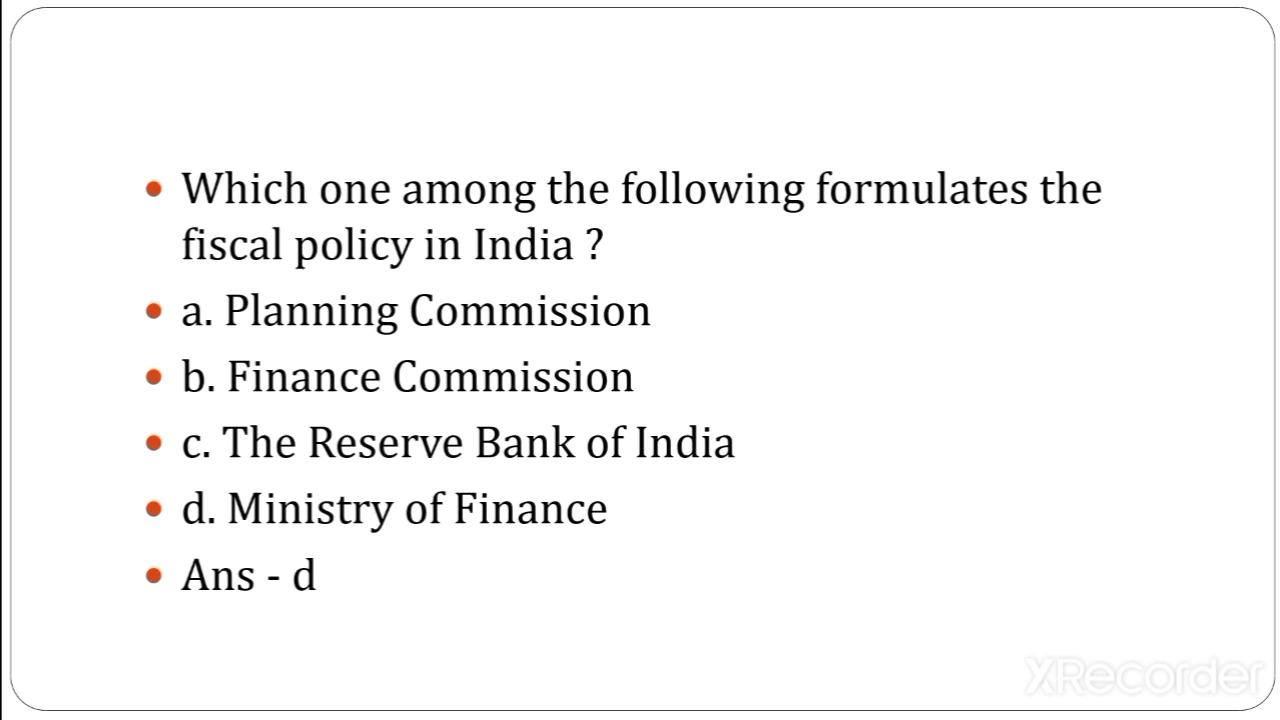 Which one among the following formulates the
fiscal policy in India ?
a. Planning Commission
b. Finance Commission
c. The Reserve Bank of India
d. Ministry of Finance
Ans - d
XRecorder